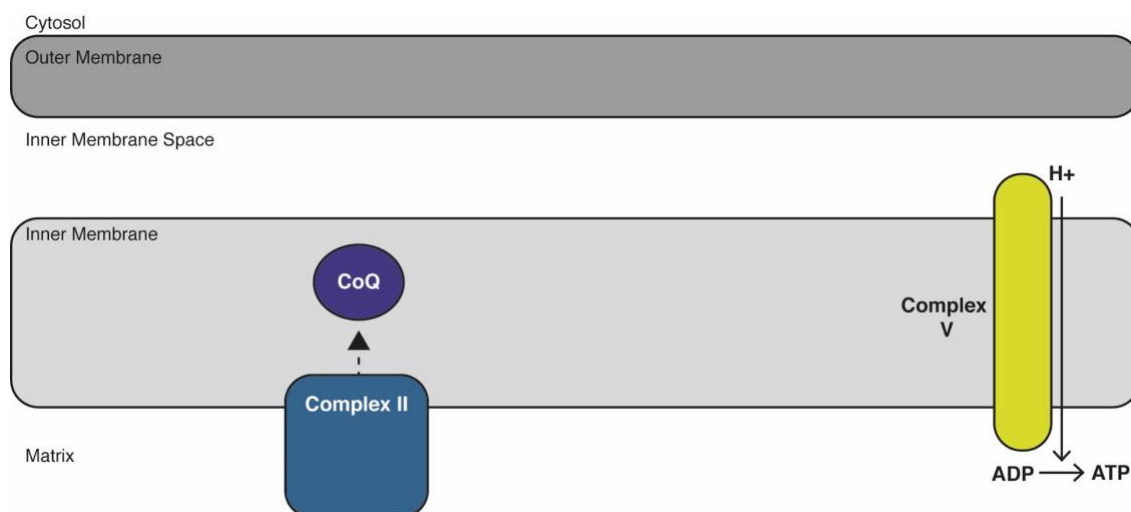 Cytosol
Outer Membrane
Inner Membrane Space
H+
Inner Membrane
CoQ
Complex
V
Complex II
Matrix
ADP
ATP